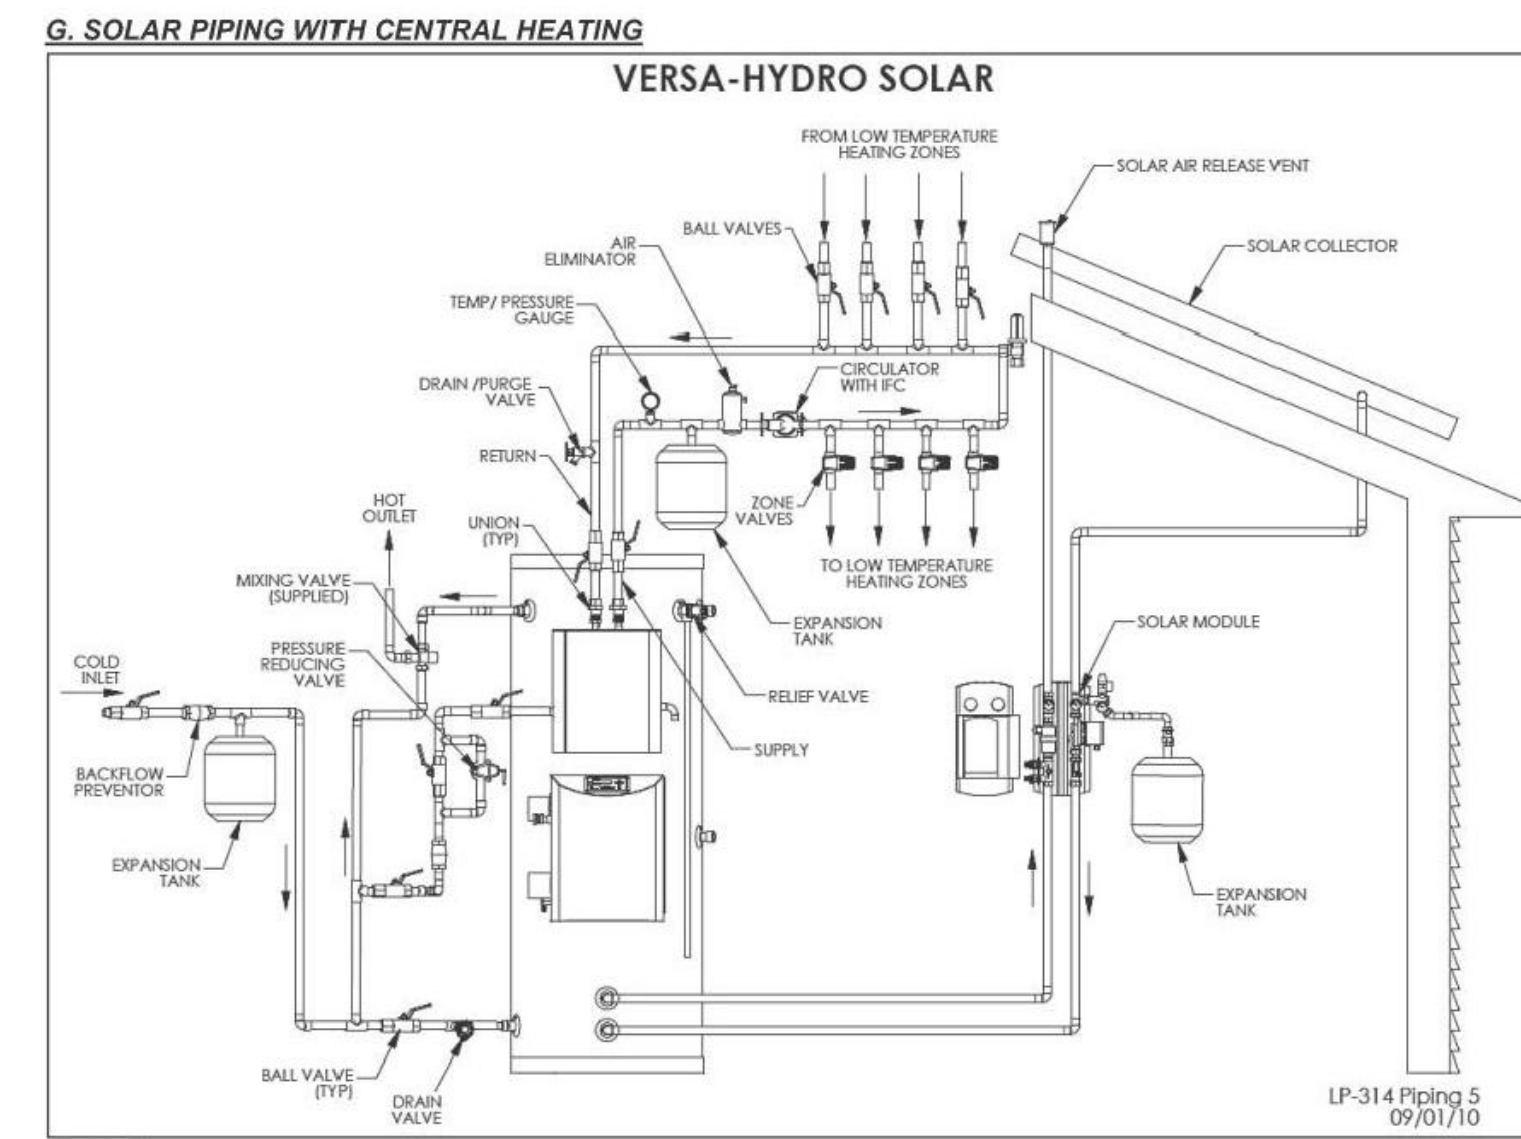 G. SOLAR PIPING WITH CENTRAL HEATING
VERSA-HYDRO SOLAR
FROM LOW TEMPERATURE
HEATING ZONES
SOLAR AIR RELEASE VENT
BALL VALVES
AIR
ELIMINATOR
SOLAR COLLECTOR
TEMP/ PRESSURE
GAUGE
CIRCULATOR
WITH IFC
DRAIN /PURGE
VALVE
RETURN
HOT
OUTLET
UNION
(TYP)
ZONE
VALVES
TO LOW TEMPERATURE
HEATING ZONES
MIXING VALVE
(SUPPLIED)
EXPANSION
TANK
SOLAR MODULE
PRESSURE
REDUCING
VALVE
COLD
INLET
RELIEF VALVE
SUPPLY
BACKFLOW
PREVENTOR
EXPANSION
TANK
EXPANSION
TANK
BALL VALVE
(TYP)
DRAIN
VALVE
LP-314 Piping 5
09/01/10